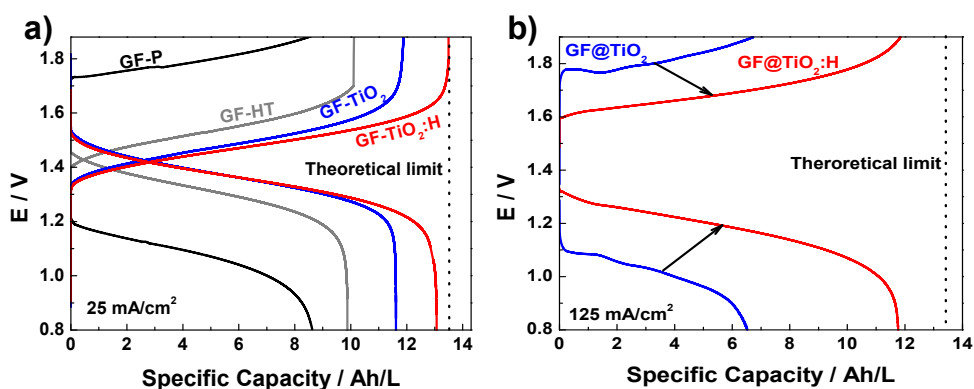 a)
GF-P
GF-HT
GF-TiO2
GF-TiO2:H
Theoretical limit
25 mA/cm2
E / V
1.8
1.6
1.4
1.2
1.0
0.8
0 2 4 6 8 10 12 14
Specific Capacity / Ah/L
b)
GF@TiO2
GF@TiO2:H
Theroretical limit
125 mA/cm2
E / V
1.8
1.6
1.4
1.2
1.0
0.8
0 2 4 6 8 10 12 14
Specific Capacity / Ah/L